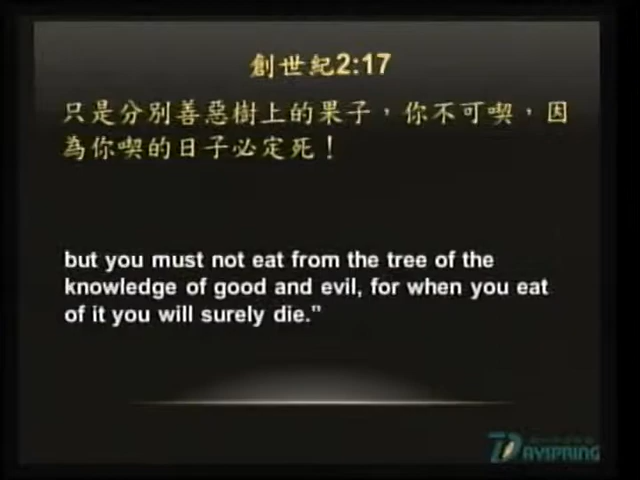 創世紀2:17
只是分別善惡樹上的果子，你不可喫，因
為你喫的日子必定死！
but you must not eat from the tree of the
knowledge of good and evil, for when you eat
of it you will surely die.”
DAYSPRING